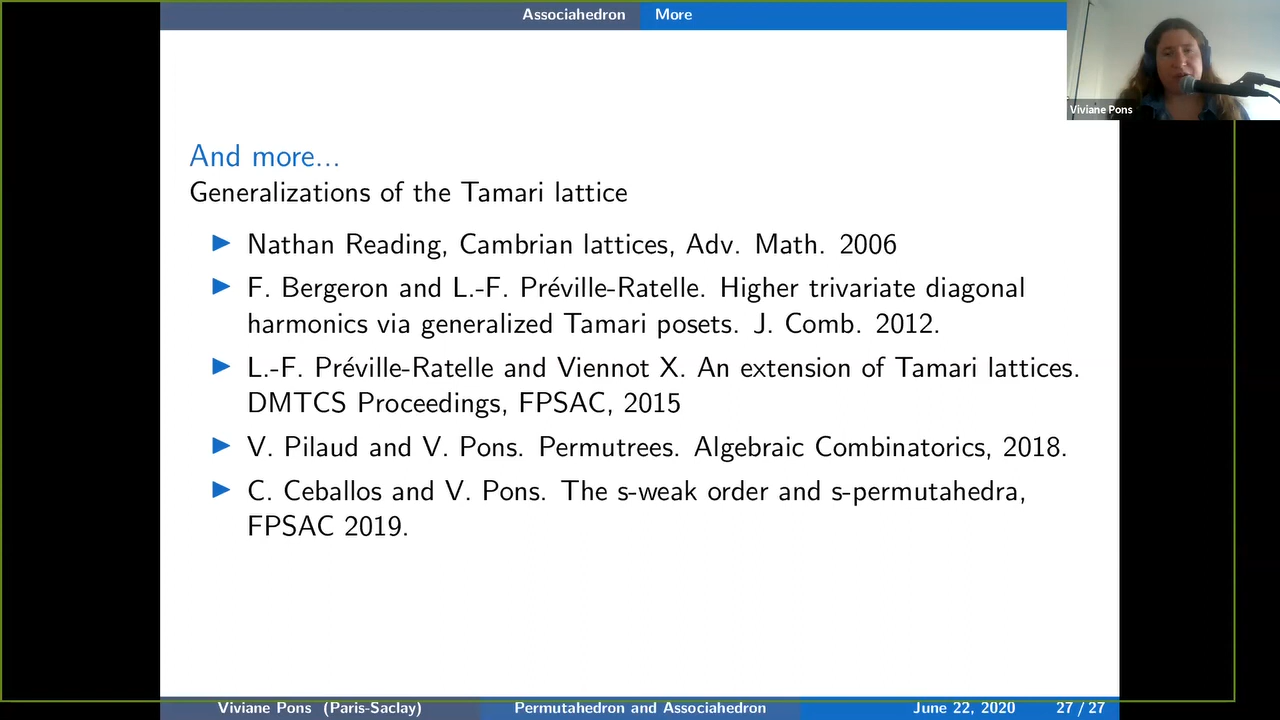 Associahedron More
Viviane Pons
And more...
Generalizations of the Tamari lattice
Nathan Reading, Cambrian lattices, Adv. Math. 2006
F. Bergeron and L.-F. Préville-Ratelle. Higher trivariate diagonal
harmonics via generalized Tamari posets. J. Comb. 2012.
L.-F. Préville-Ratelle and Viennot X. An extension of Tamari lattices.
DMTCS Proceedings, FPSAC, 2015
V. Pilaud and V. Pons. Permutrees. Algebraic Combinatorics, 2018.
C. Ceballos and V. Pons. The s-weak order and s-permutahedra,
FPSAC 2019.
Viviane Pons (Paris-Saclay) Permutahedron and Associahedron June 22, 2020 27 / 27